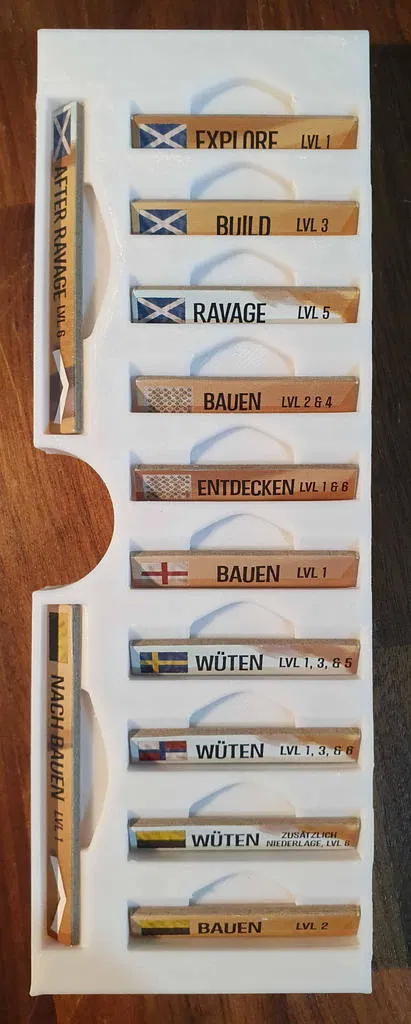 AFTER RAVAGE LVL 6
EXPLORE LVL 1
BUILD LVL 3
RAVAGE LVL 5
BAUEN LVL 2 & 4
ENTDECKEN LVL 1 & 6
BAUEN LVL 1
NACH BAUEN LVL 1
WÜTEN LVL 1, 3, & 5
WÜTEN LVL 1, 3, & 6
WÜTEN ZUSÄTZLICH
NIEDERLAGE, LVL 6
BAUEN LVL 2